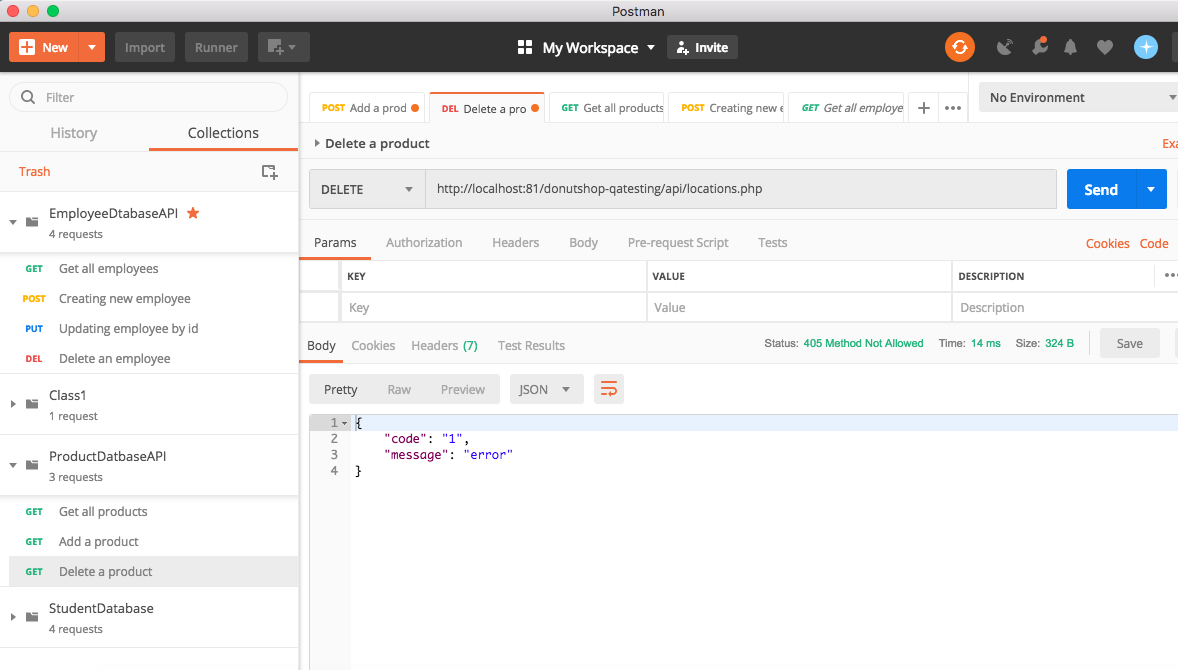 Postman
New
Import
Runner
My Workspace
Invite
Filter
History
Collections
Trash
EmployeeDtabaseAPI
4 requests
GET Get all employees
POST Creating new employee
PUT Updating employee by id
DEL Delete an employee
Class1
1 request
ProductDatbaseAPI
3 requests
GET Get all products
GET Add a product
GET Delete a product
StudentDatabase
4 requests
POST Add a prod
DEL Delete a pro
GET Get all products
POST Creating new e
GET Get all employe
No Environment
Delete a product
Exa
DELETE
http://localhost:81/donutshop-qatesting/api/locations.php
Send
Params Authorization Headers Body Pre-request Script Tests
Cookies Code
KEY VALUE DESCRIPTION
Key Value Description
Body Cookies Headers (7) Test Results
Status: 405 Method Not Allowed Time: 14 ms Size: 324 B
Save
Pretty Raw Preview JSON
1 {
2 "code": "1",
3 "message": "error"
4 }